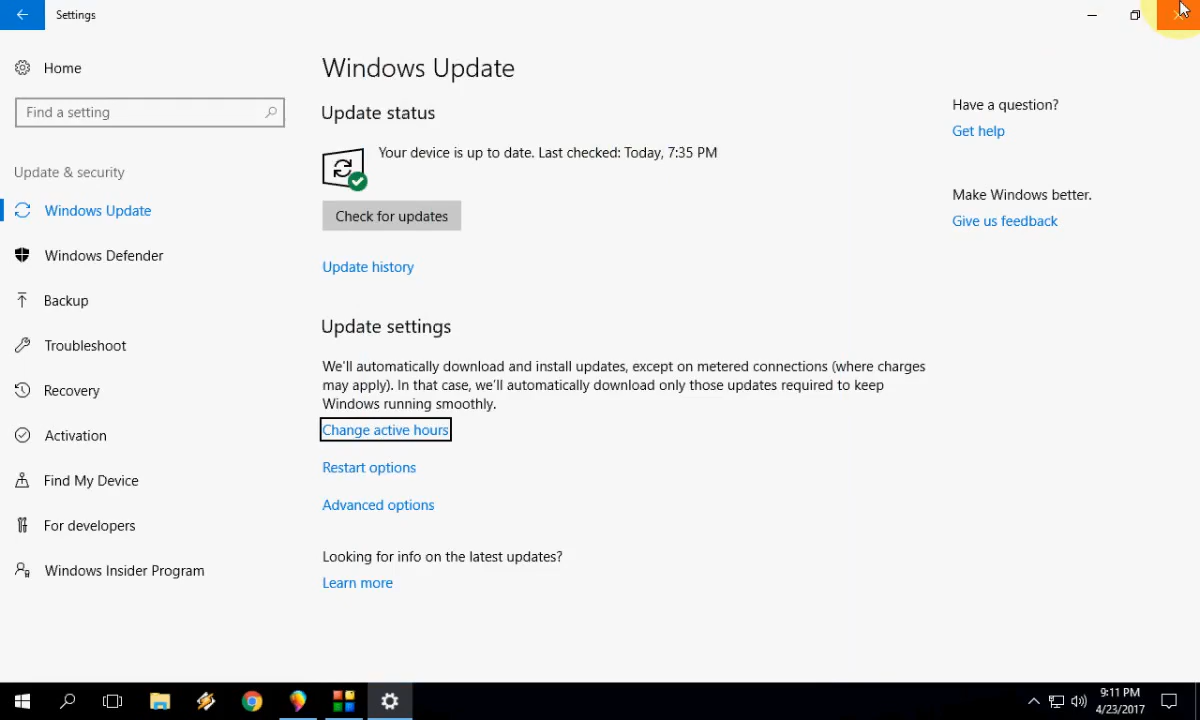 Settings
Home
Find a setting
Update & security
Windows Update
Windows Defender
Backup
Troubleshoot
Recovery
Activation
Find My Device
For developers
Windows Insider Program
Windows Update
Update status
Your device is up to date. Last checked: Today, 7:35 PM
Check for updates
Update history
Update settings
We'll automatically download and install updates, except on metered connections (where charges
may apply). In that case, we'll automatically download only those updates required to keep
Windows running smoothly.
Change active hours
Restart options
Advanced options
Looking for info on the latest updates?
Learn more
Have a question?
Get help
Make Windows better.
Give us feedback
9:11 PM
4/23/2017